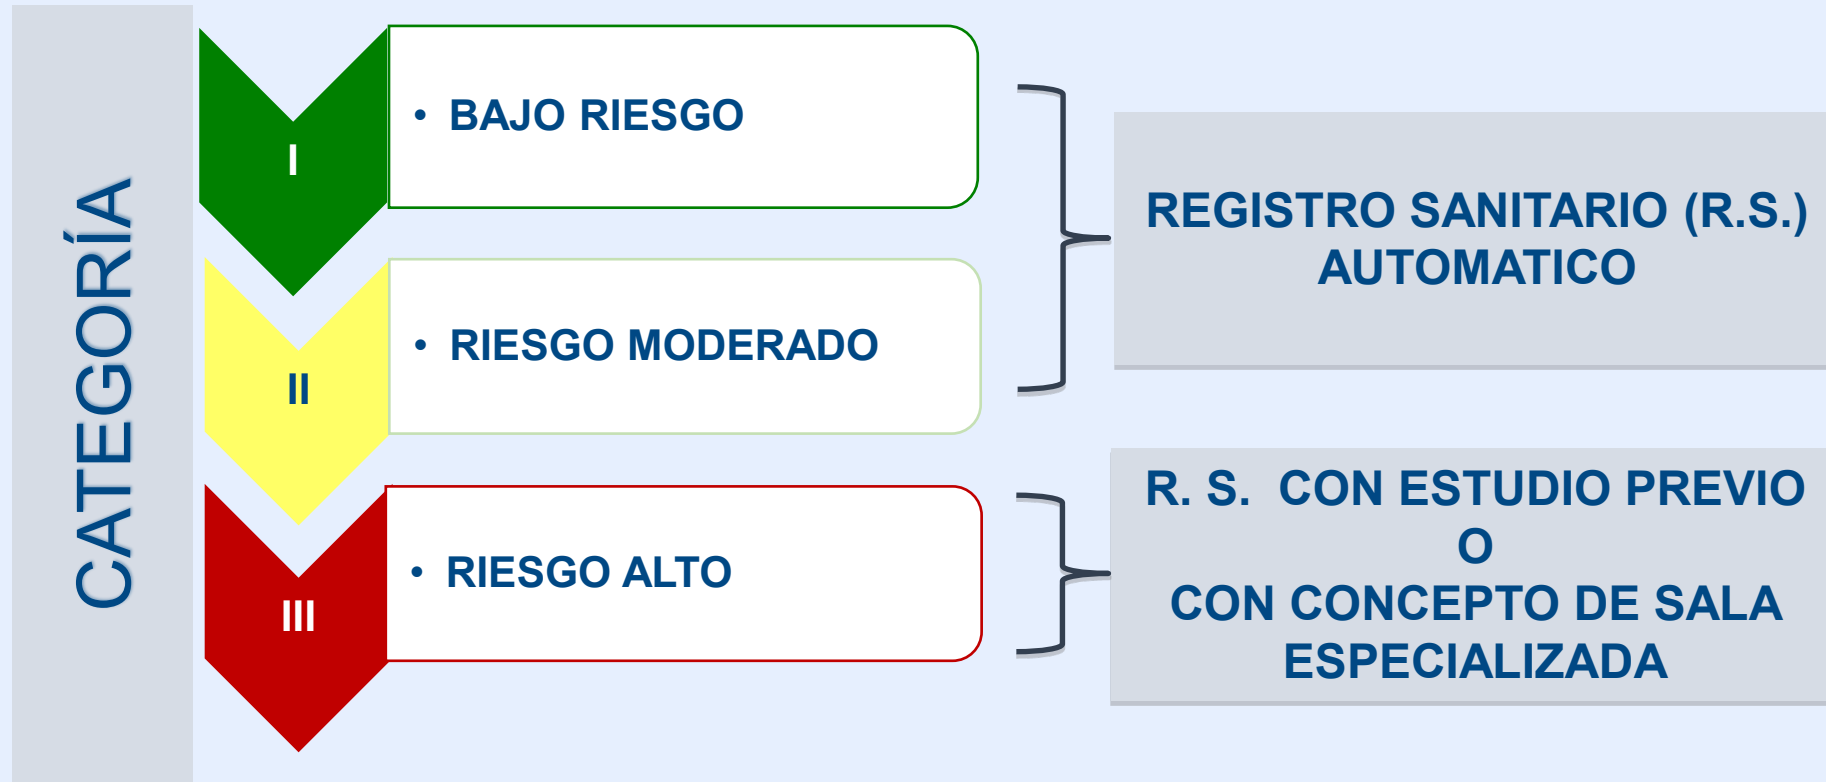 CATEGORÍA
I
• BAJO RIESGO
II
• RIESGO MODERADO
III
• RIESGO ALTO
REGISTRO SANITARIO (R.S.)
AUTOMATICO
R. S. CON ESTUDIO PREVIO
O
CON CONCEPTO DE SALA
ESPECIALIZADA